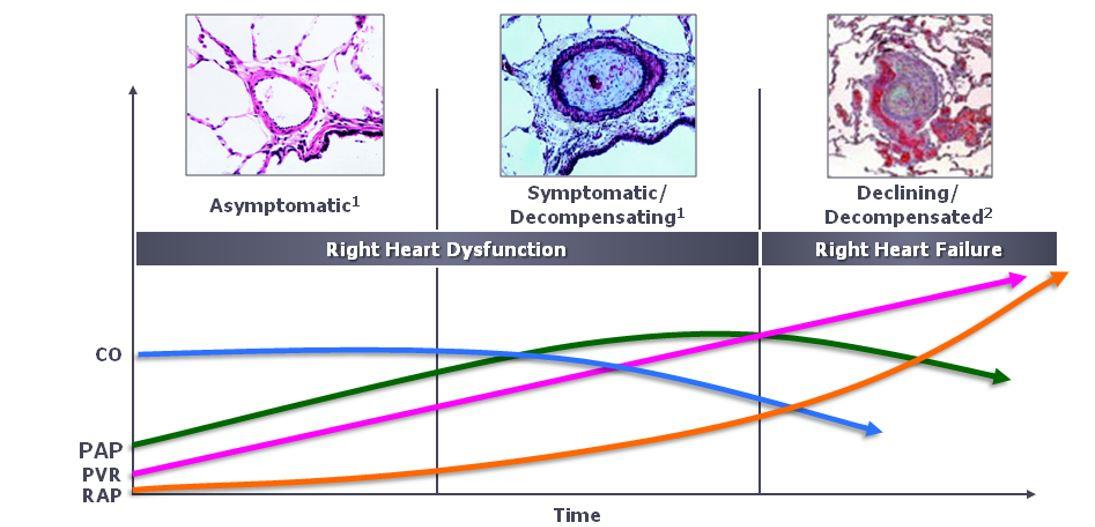 Asymptomatic1
Symptomatic/
Decompensating1
Declining/
Decompensated2
Right Heart Dysfunction
Right Heart Failure
CO
PAP
PVR
RAP
Time